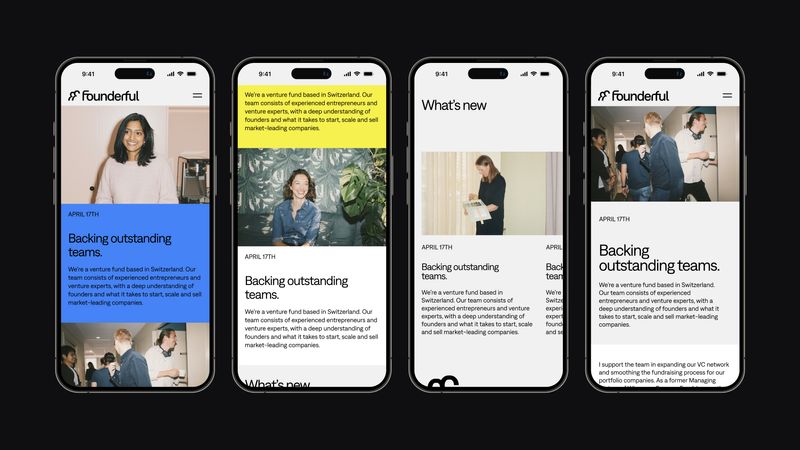 9:41
Founderful
APRIL 17TH
Backing outstanding
teams.
We're a venture fund based in Switzerland. Our
team consists of experienced entrepreneurs and
venture experts, with a deep understanding of
founders and what it takes to start, scale and sell
market-leading companies.
9:41
We're a venture fund based in Switzerland. Our
team consists of experienced entrepreneurs and
venture experts, with a deep understanding of
founders and what it takes to start, scale and sell
market-leading companies.
APRIL 17TH
Backing outstanding
teams.
We're a venture fund based in Switzerland. Our
team consists of experienced entrepreneurs and
venture experts, with a deep understanding of
founders and what it takes to start, scale and sell
market-leading companies.
What's new
9:41
What's new
APRIL 17TH
Backing outstanding
teams.
We're a venture fund based in
Switzerland. Our team consists of
experienced entrepreneurs and venture
experts, with a deep understanding of
founders and what it takes to start, scale
and sell market-leading companies.
APRIL
Back
team
We're
9:41
Founderful
APRIL 17TH
Backing
outstanding teams.
We're a venture fund based in Switzerland.
Our team consists of experienced
entrepreneurs and venture experts, with a
deep understanding of founders and what it
takes to start, scale and sell market-leading
companies.
I support the team in expanding our VC network
and smoothing the fundraising process for our
portfolio companies. As a former Managing